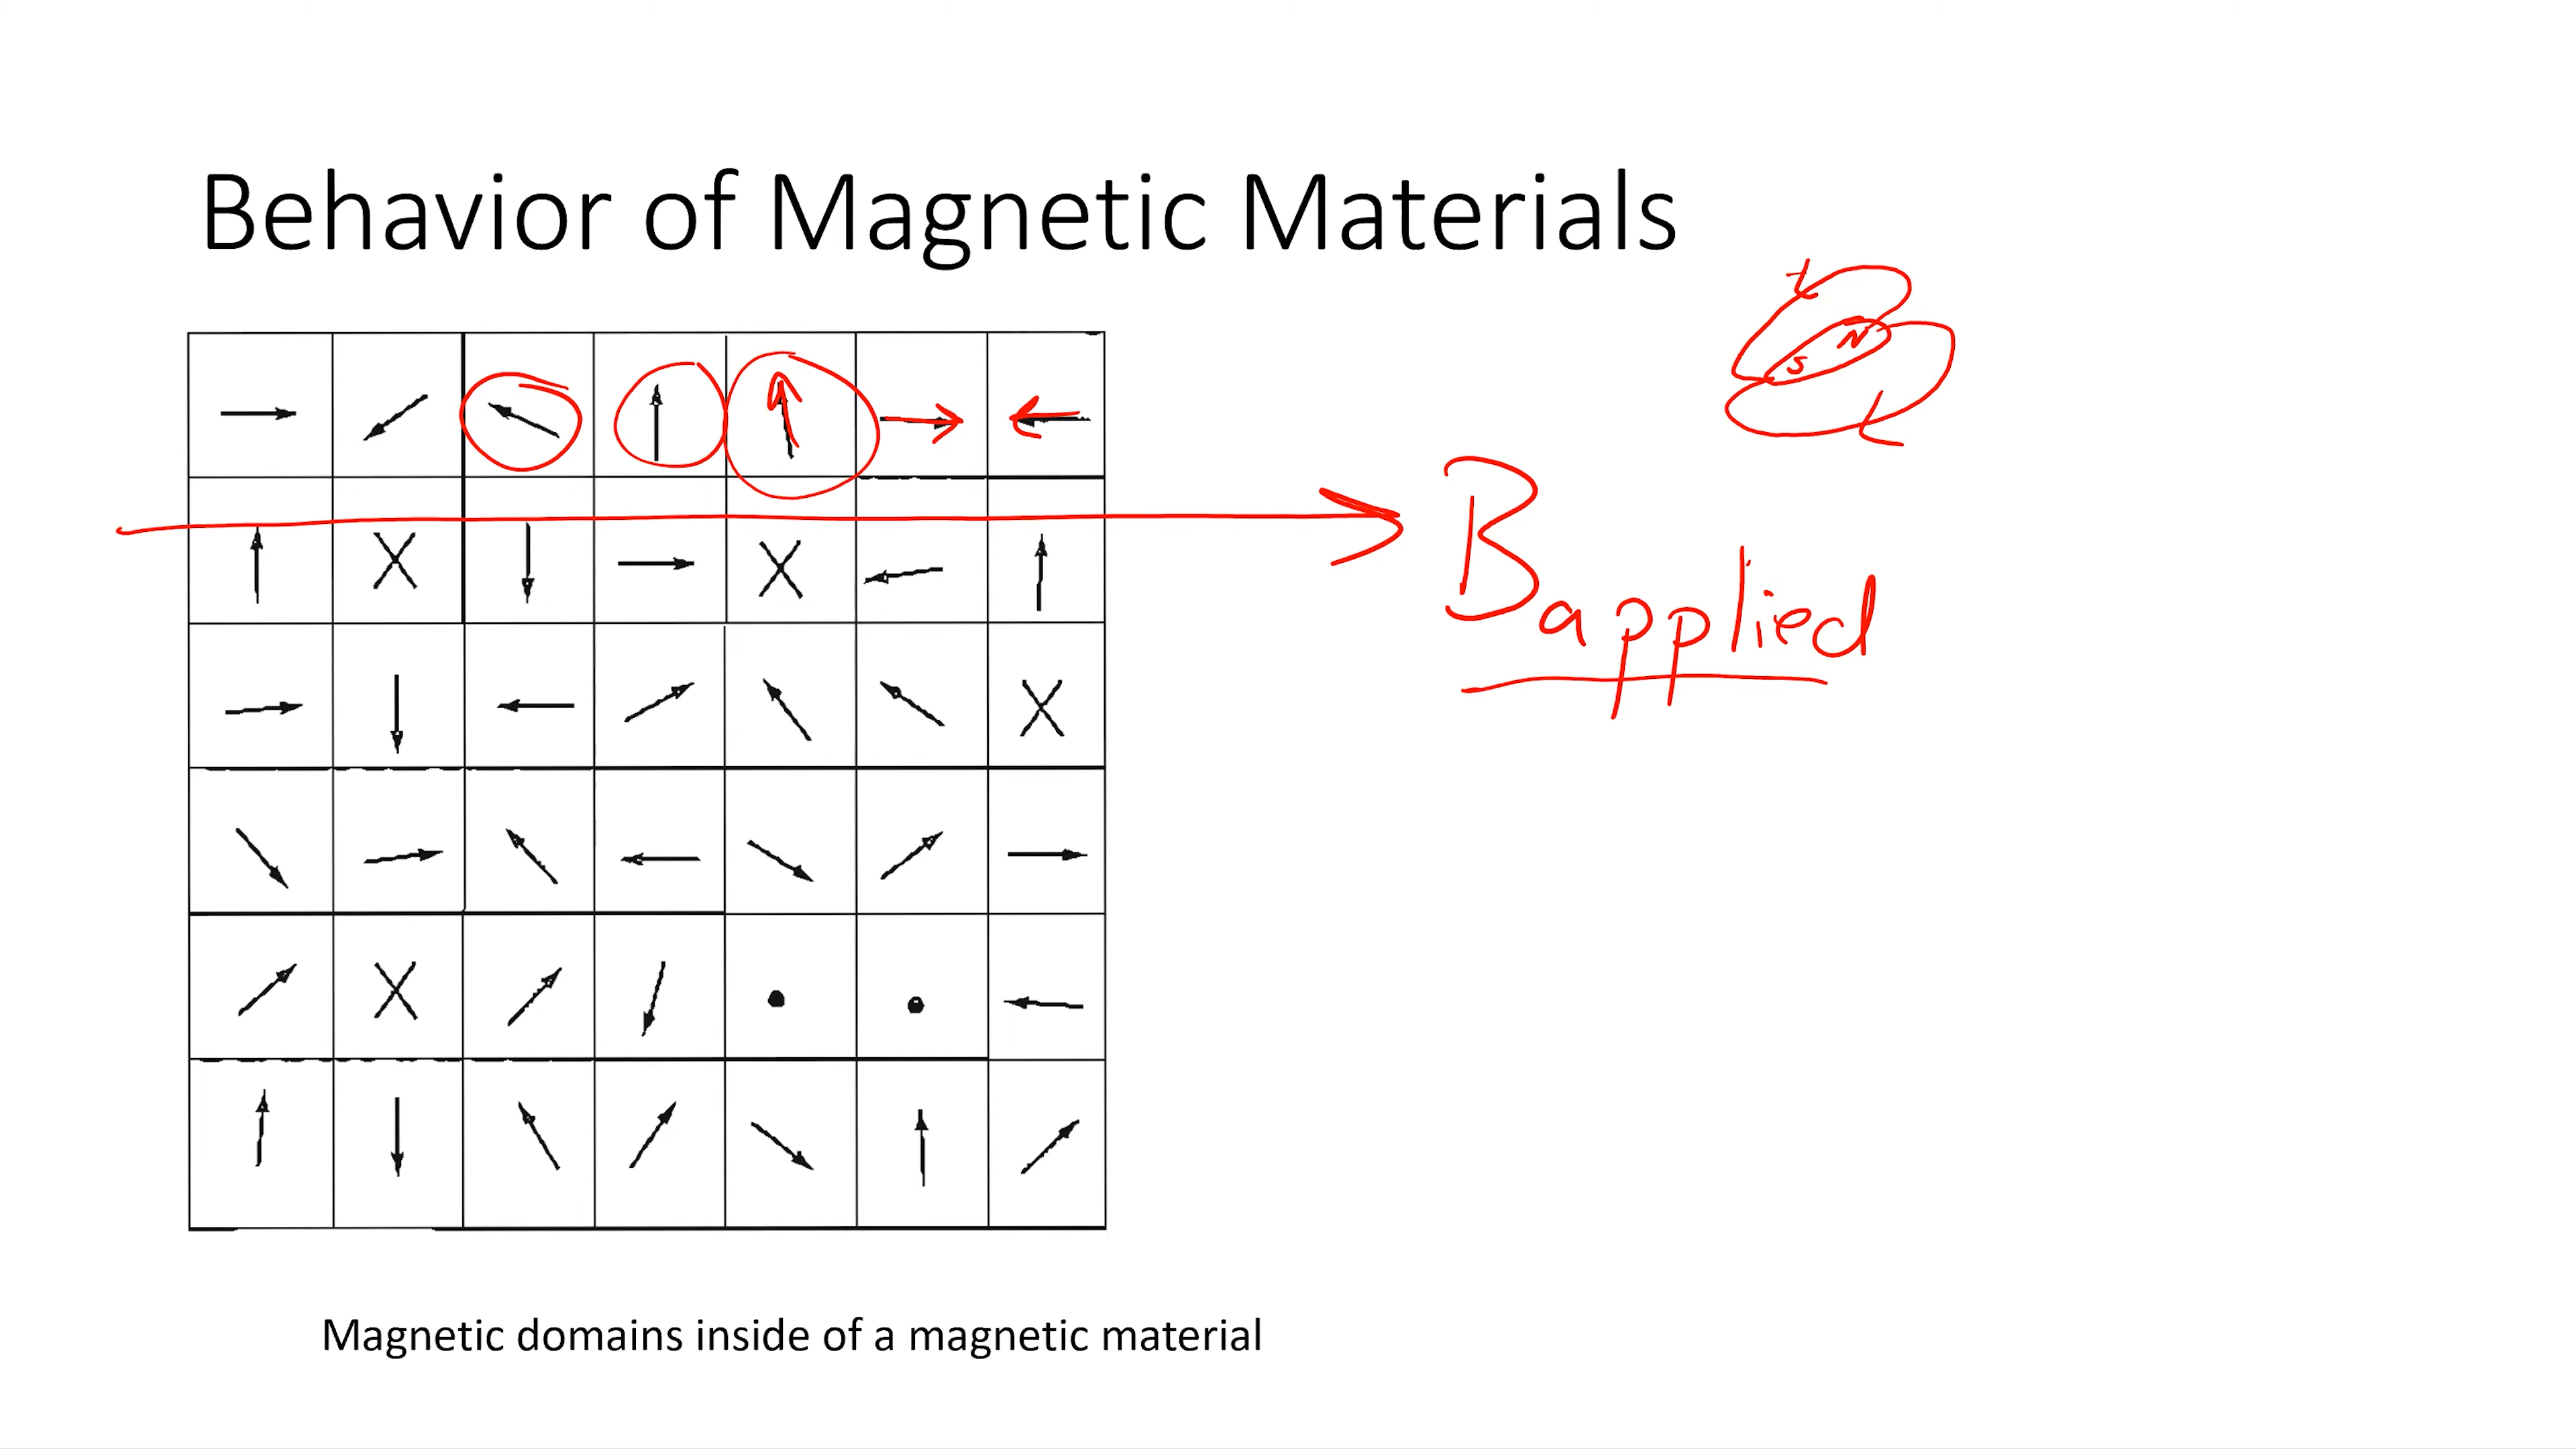 Behavior of Magnetic Materials
N
S
Bapplied
Magnetic domains inside of a magnetic material